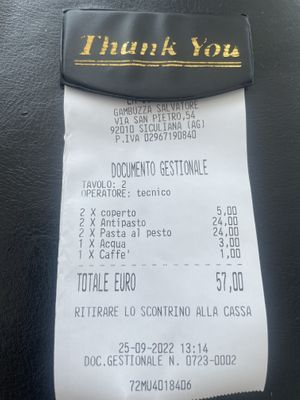 Thank You
GAMBUZZA SALVATORE
VIA SAN PIETRO,54
92010 SICULIANA (AG)
P.IVA 02967190840
DOCUMENTO GESTIONALE
TAVOLO: 2
OPERATORE: tecnico
2 X coperto 5,00
2 X Antipasto 24,00
2 X Pasta al pesto 24,00
1 X Acqua 3,00
1 X Caffe' 1,00
TOTALE EURO 57,00
RITIRARE LO SCONTRINO ALLA CASSA
25-09-2022 13:14
DOC.GESTIONALE N. 0723-0002
72MU4018406